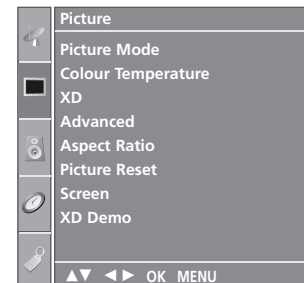 Picture
Picture Mode
Colour Temperature
XD
Advanced
Aspect Ratio
Picture Reset
Screen
XD Demo
▲▼ ◄► OK MENU